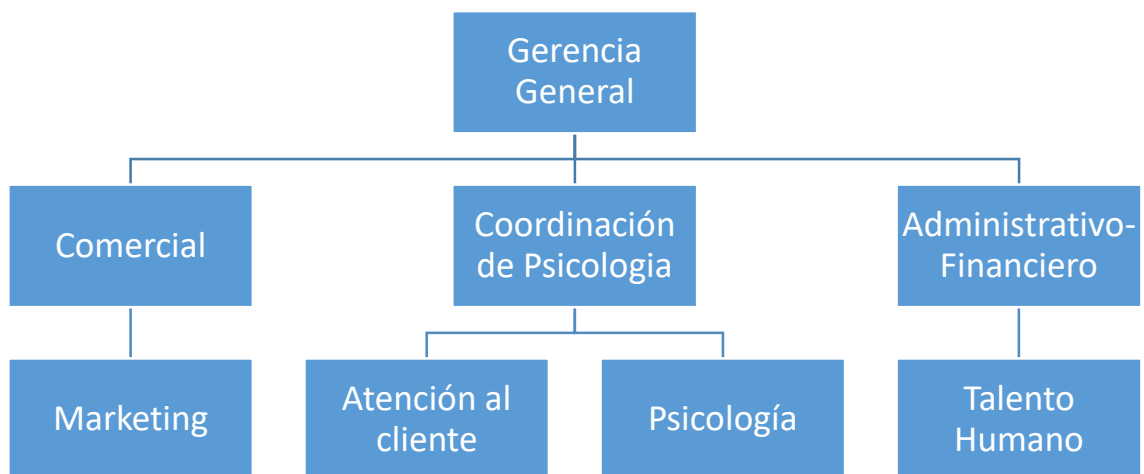 Gerencia
General
Comercial
Coordinación
de Psicologia
Administrativo-
Financiero
Marketing
Atención al
cliente
Psicología
Talento
Humano